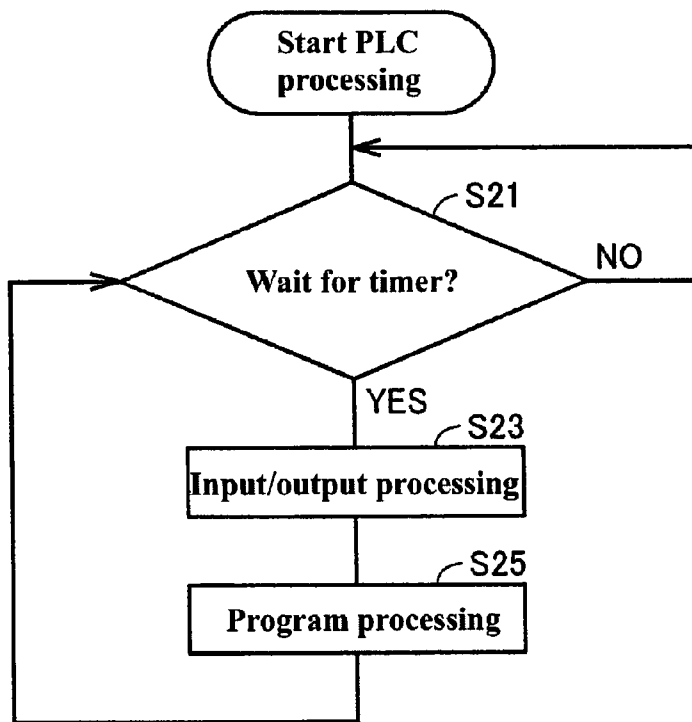 Start PLC
processing
S21
Wait for timer?
NO
YES
S23
Input/output processing
S25
Program processing